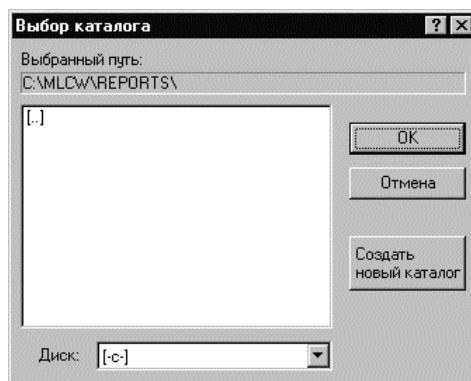 Выбор каталога
Выбранный путь:
C:\MLCW\REPORTS\
[..]
OK
Отмена
Создать
новый каталог
Диск: [-c-]